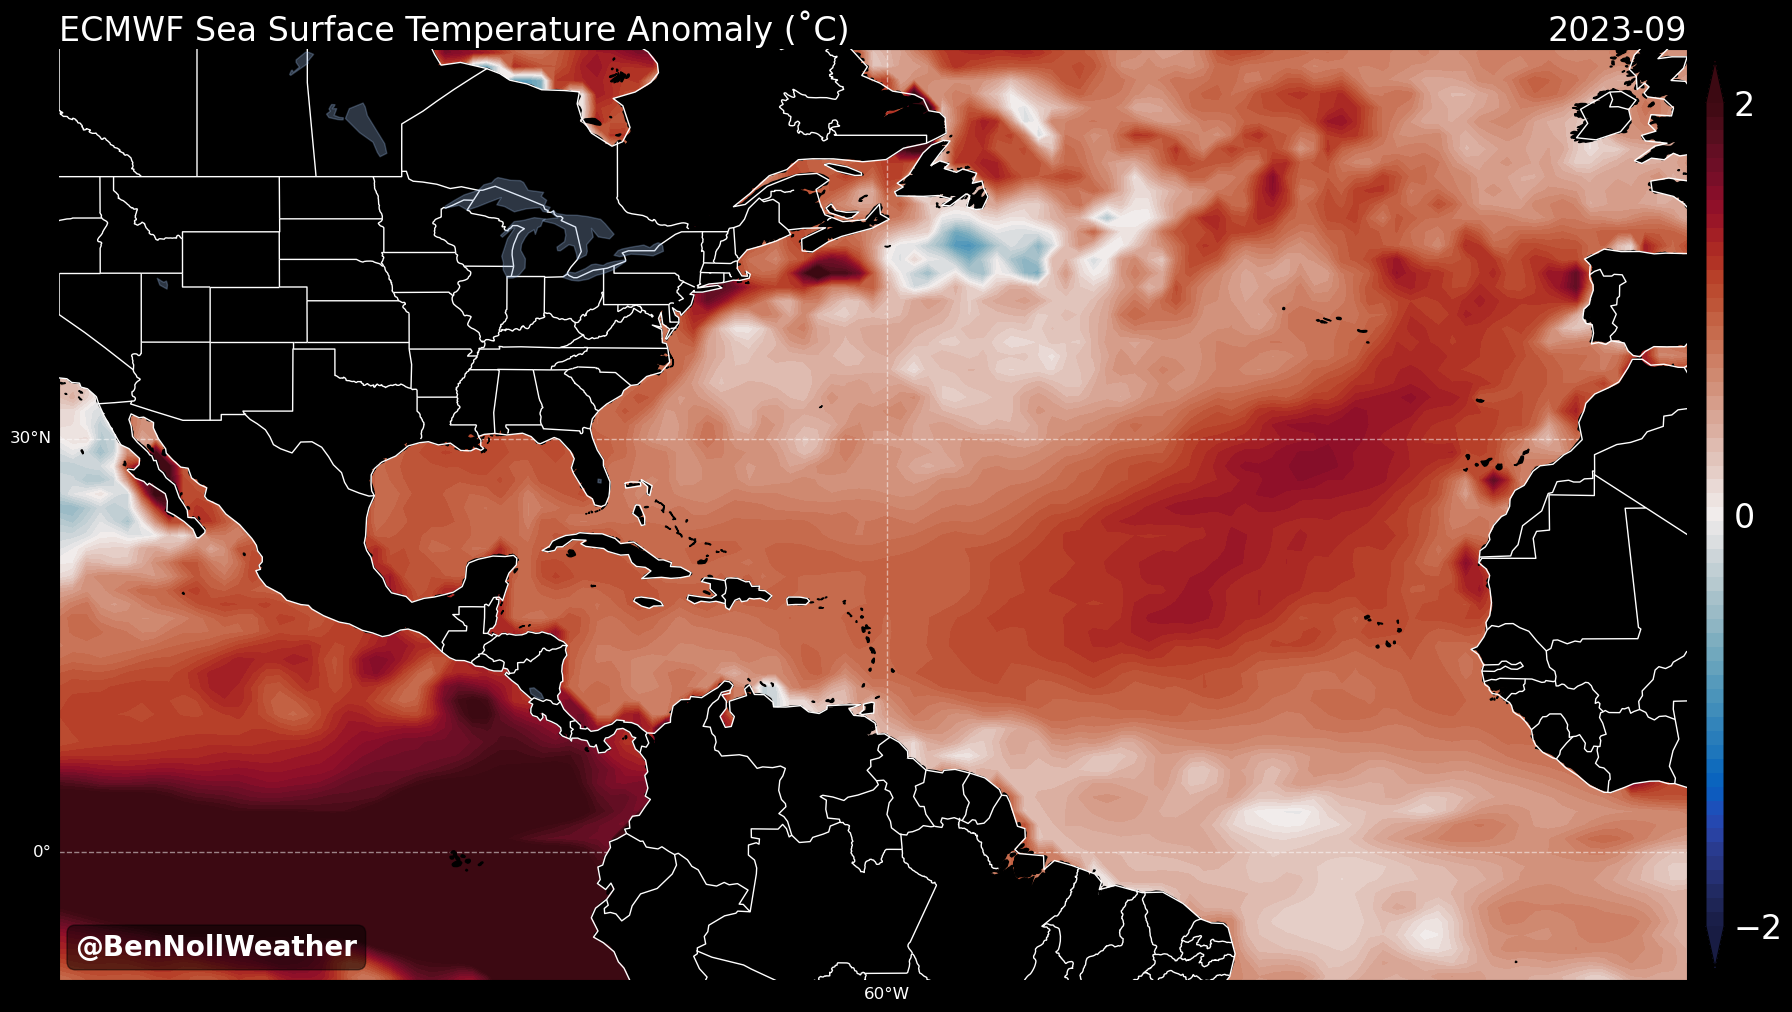 ECMWF Sea Surface Temperature Anomaly (˚C)
2023-09
2
30°N
0
0°
−2
@BenNollWeather
60°W